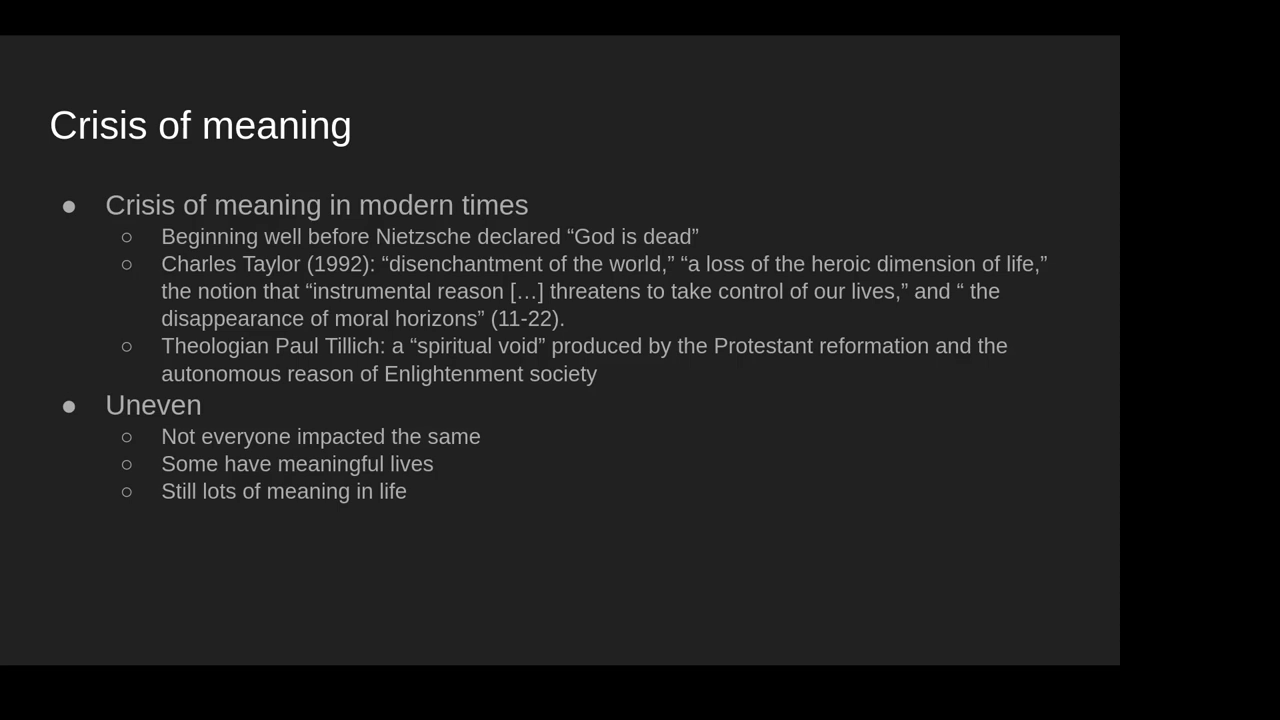 Crisis of meaning
● Crisis of meaning in modern times
○ Beginning well before Nietzsche declared “God is dead”
○ Charles Taylor (1992): “disenchantment of the world,” “a loss of the heroic dimension of life,”
the notion that “instrumental reason […] threatens to take control of our lives,” and “ the
disappearance of moral horizons” (11-22).
○ Theologian Paul Tillich: a “spiritual void” produced by the Protestant reformation and the
autonomous reason of Enlightenment society
● Uneven
○ Not everyone impacted the same
○ Some have meaningful lives
○ Still lots of meaning in life